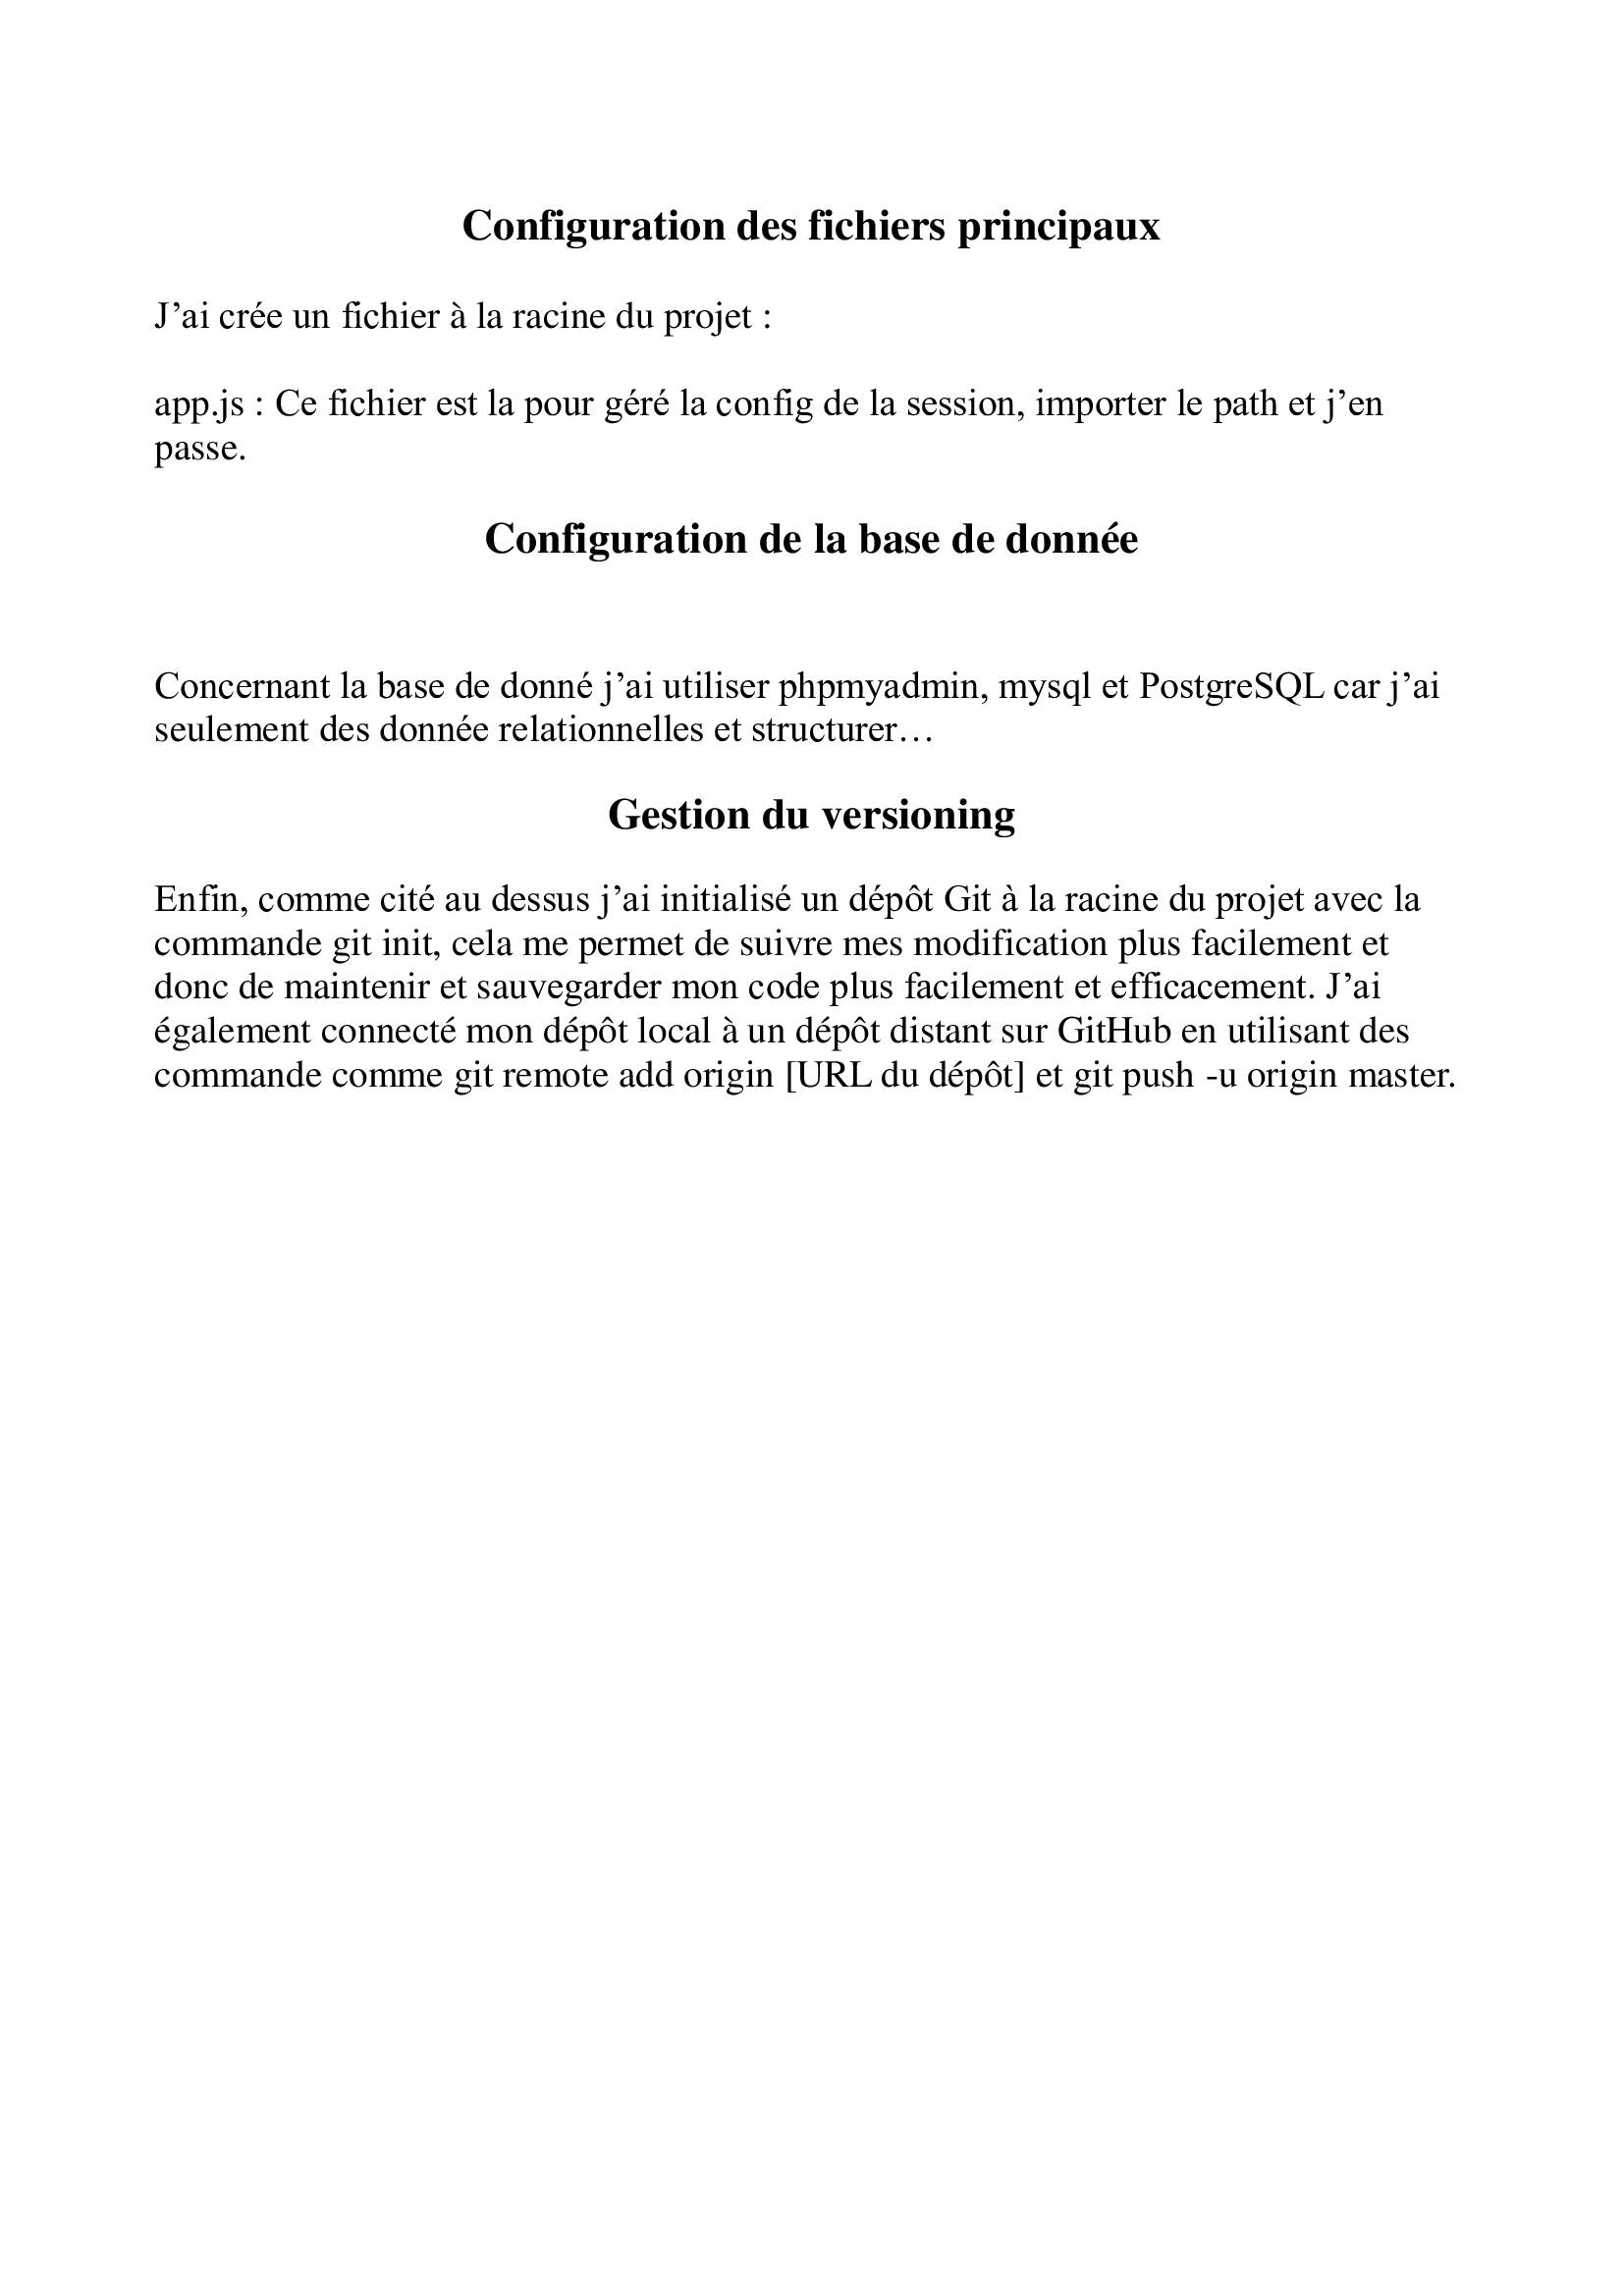 Configuration des fichiers principaux
J’ai crée un fichier à la racine du projet :
app.js : Ce fichier est la pour géré la config de la session, importer le path et j’en
passe.
Configuration de la base de donnée
Concernant la base de donné j’ai utiliser phpmyadmin, mysql et PostgreSQL car j’ai
seulement des donnée relationnelles et structurer…
Gestion du versioning
Enfin, comme cité au dessus j’ai initialisé un dépôt Git à la racine du projet avec la
commande git init, cela me permet de suivre mes modification plus facilement et
donc de maintenir et sauvegarder mon code plus facilement et efficacement. J’ai
également connecté mon dépôt local à un dépôt distant sur GitHub en utilisant des
commande comme git remote add origin [URL du dépôt] et git push -u origin master.